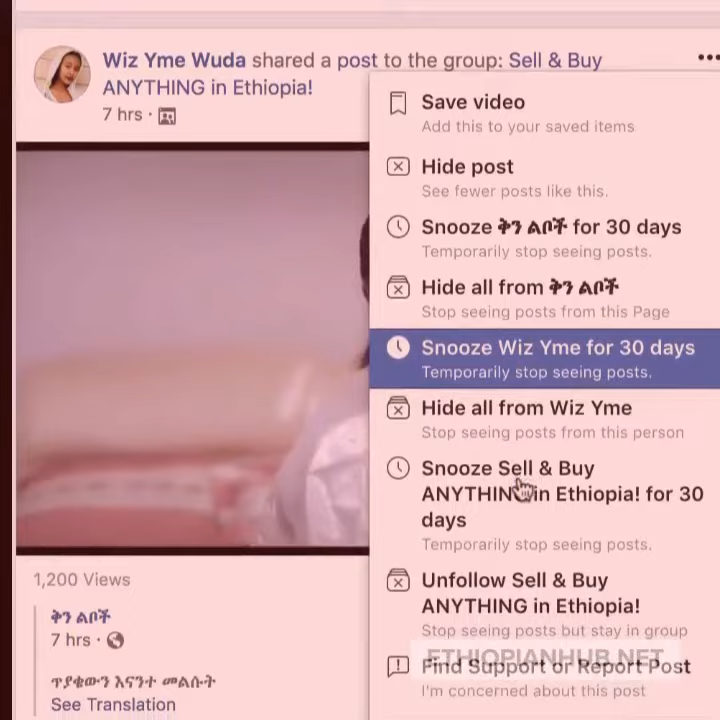 Wiz Yme Wuda shared a post to the group: Sell & Buy
ANYTHING in Ethiopia!
7 hrs ·
Save video
Add this to your saved items
Hide post
See fewer posts like this.
Snooze ቅን ልቦች for 30 days
Temporarily stop seeing posts.
Hide all from ቅን ልቦች
Stop seeing posts from this Page
Snooze Wiz Yme for 30 days
Temporarily stop seeing posts.
Hide all from Wiz Yme
Stop seeing posts from this person
Snooze Sell & Buy
ANYTHING in Ethiopia! for 30
days
Temporarily stop seeing posts.
Unfollow Sell & Buy
ANYTHING in Ethiopia!
Stop seeing posts but stay in group
ETHIOPIANHUB.NET
Find Support or Report Post
I'm concerned about this post
1,200 Views
ቅን ልቦች
7 hrs ·
ጥያቄውን እናንተ መልሱት
See Translation